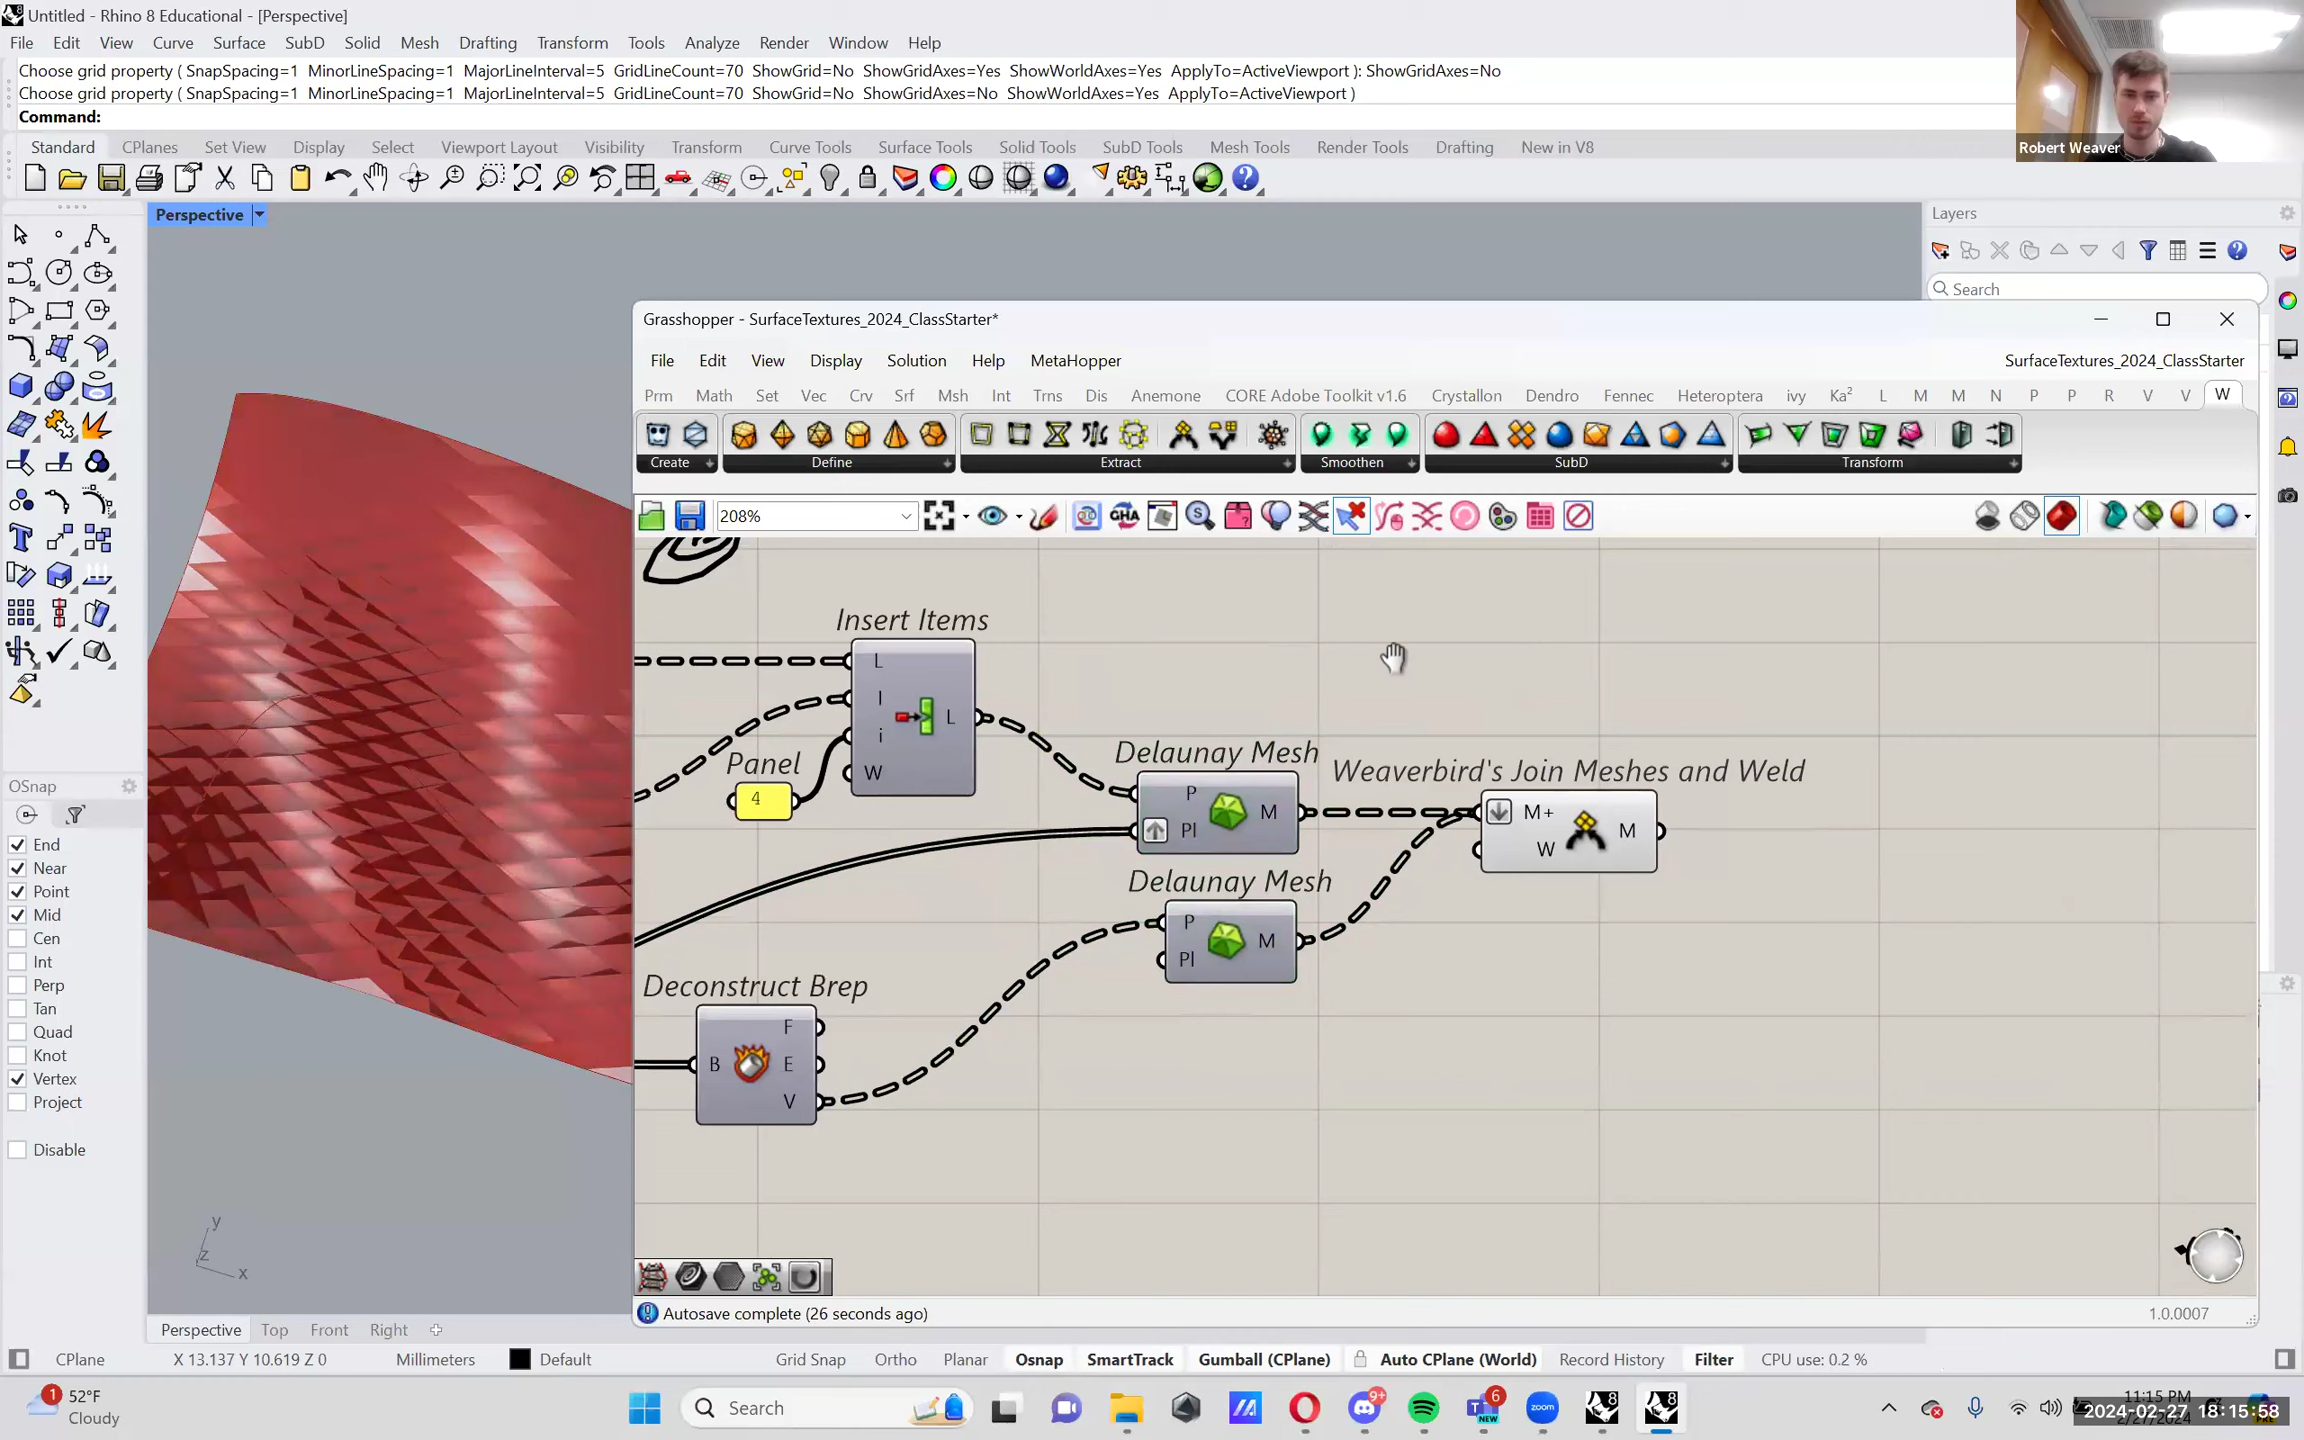 Untitled - Rhino 8 Educational - [Perspective]
File Edit View Curve Surface SubD Solid Mesh Drafting Transform Tools Analyze Render Window Help
Choose grid property ( SnapSpacing=1 MinorLineSpacing=1 MajorLineInterval=5 GridLineCount=70 ShowGrid=No ShowGridAxes=Yes ShowWorldAxes=Yes ApplyTo=ActiveViewport ): ShowGridAxes=No
Choose grid property ( SnapSpacing=1 MinorLineSpacing=1 MajorLineInterval=5 GridLineCount=70 ShowGrid=No ShowGridAxes=No ShowWorldAxes=Yes ApplyTo=ActiveViewport )
Command:
Robert Weaver
Standard CPlanes Set View Display Select Viewport Layout Visibility Transform Curve Tools Surface Tools Solid Tools SubD Tools Mesh Tools Render Tools Drafting New in V8
Perspective
Layers
Search
Grasshopper - SurfaceTextures_2024_ClassStarter*
File Edit View Display Solution Help MetaHopper
SurfaceTextures_2024_ClassStarter
Prm Math Set Vec Crv Srf Msh Int Trns Dis Anemone CORE Adobe Toolkit v1.6 Crystallon Dendro Fennec Heteroptera ivy Ka² L M M N P P R V V W
Create Define Extract Smoothen SubD Transform
208%
GHA
Insert Items
L
I
L
i
W
Panel
4
Delaunay Mesh
P
M
Pl
Weaverbird's Join Meshes and Weld
M+
M
W
Delaunay Mesh
P
M
Pl
Deconstruct Brep
F
B
E
V
OSnap
End
Near
Point
Mid
Cen
Int
Perp
Tan
Quad
Knot
Vertex
Project
Disable
y
z
x
Autosave complete (26 seconds ago)
1.0.0007
Perspective Top Front Right
CPlane X 13.137 Y 10.619 Z 0 Millimeters Default Grid Snap Ortho Planar Osnap SmartTrack Gumball (CPlane) Auto CPlane (World) Record History Filter CPU use: 0.2 %
1
52°F
Cloudy
Search
9+
6
NEW
zoom
8
8
11:15 PM
2024-02-27 18:15:58